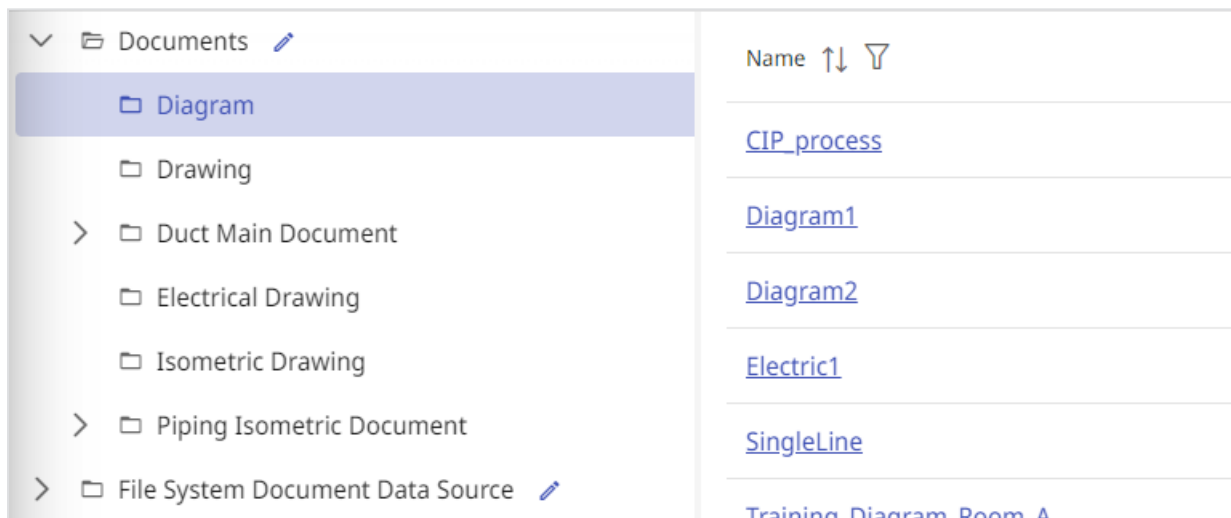 Documents
Diagram
Drawing
Duct Main Document
Electrical Drawing
Isometric Drawing
Piping Isometric Document
File System Document Data Source
Name
CIP_process
Diagram1
Diagram2
Electric1
SingleLine
Training_Diagram_Room_A